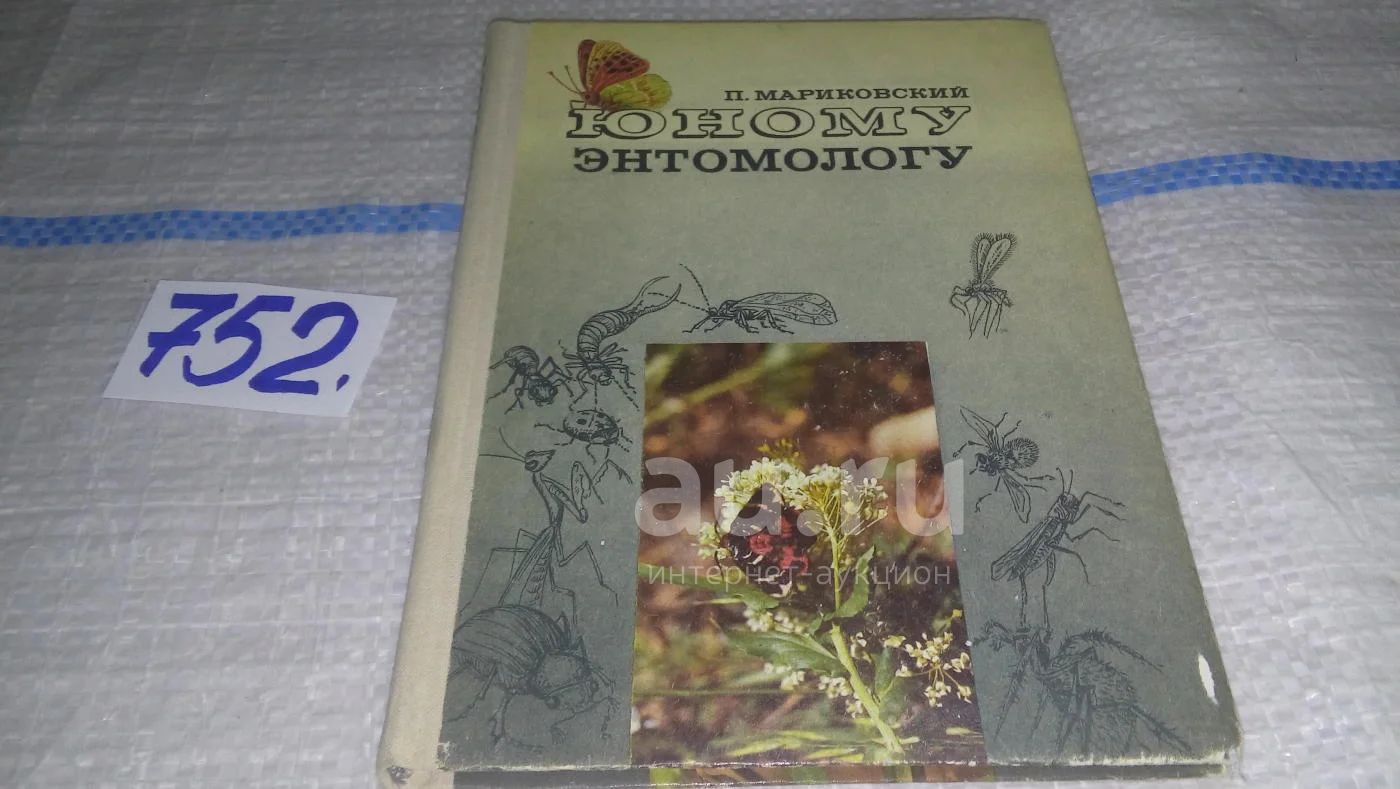 П. МАРИКОВСКИЙ
ЮНОМУ
ЭНТОМОЛОГУ
752.
au.ru
интернет-аукцион